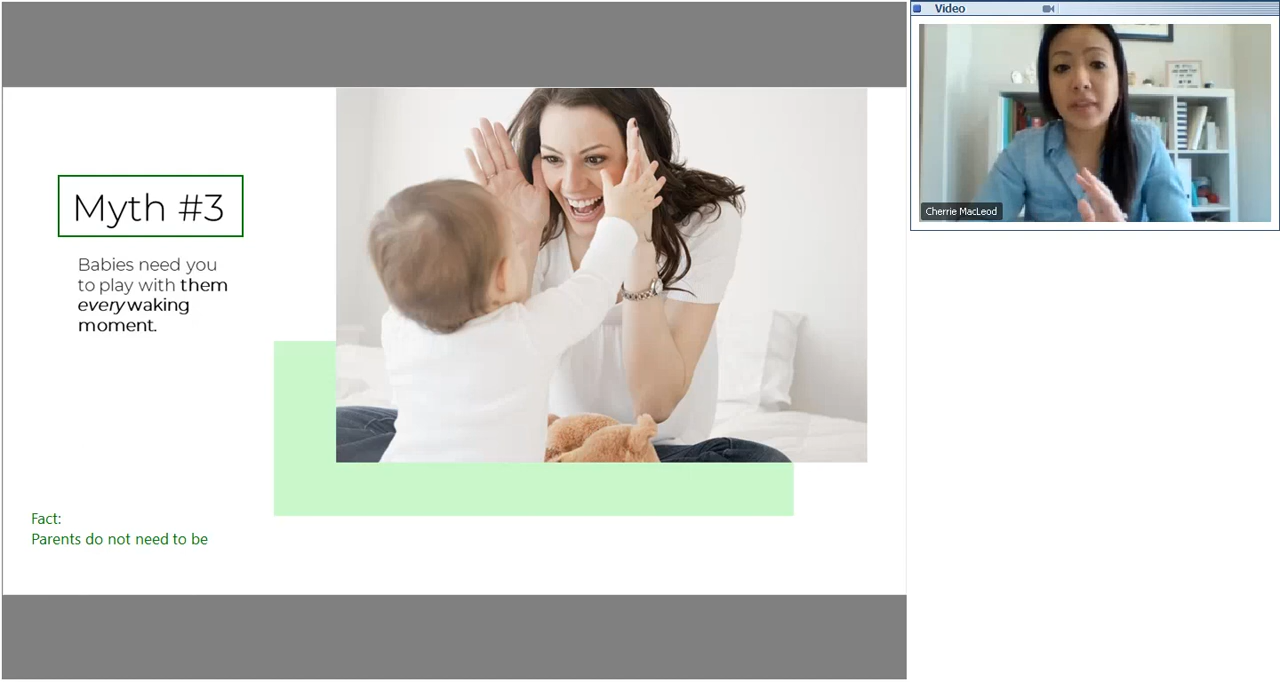 Myth #3
Babies need you
to play with them
every waking
moment.
Fact:
Parents do not need to be
Video
Cherrie MacLeod